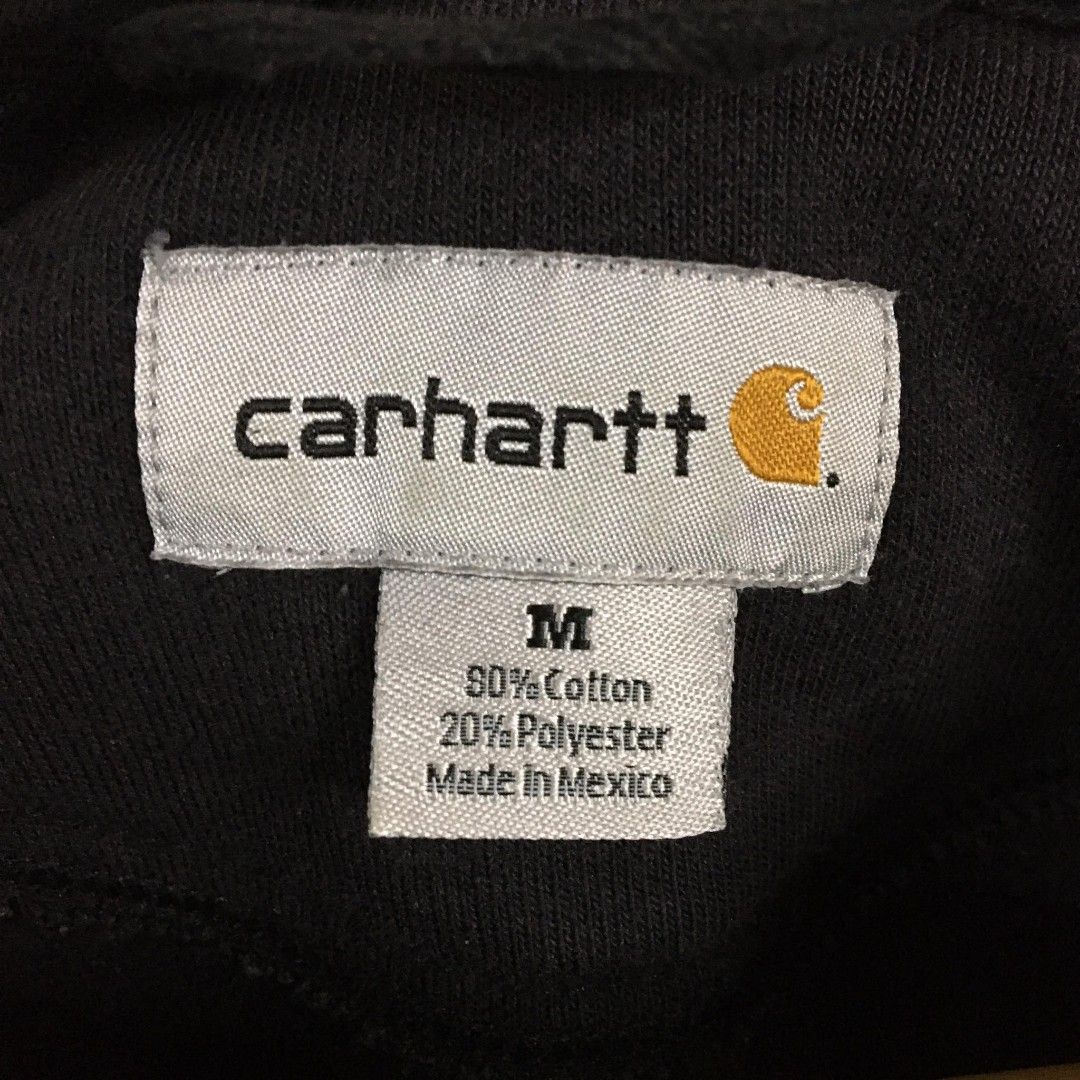 carhartt
M
80% Cotton
20% Polyester
Made in Mexico